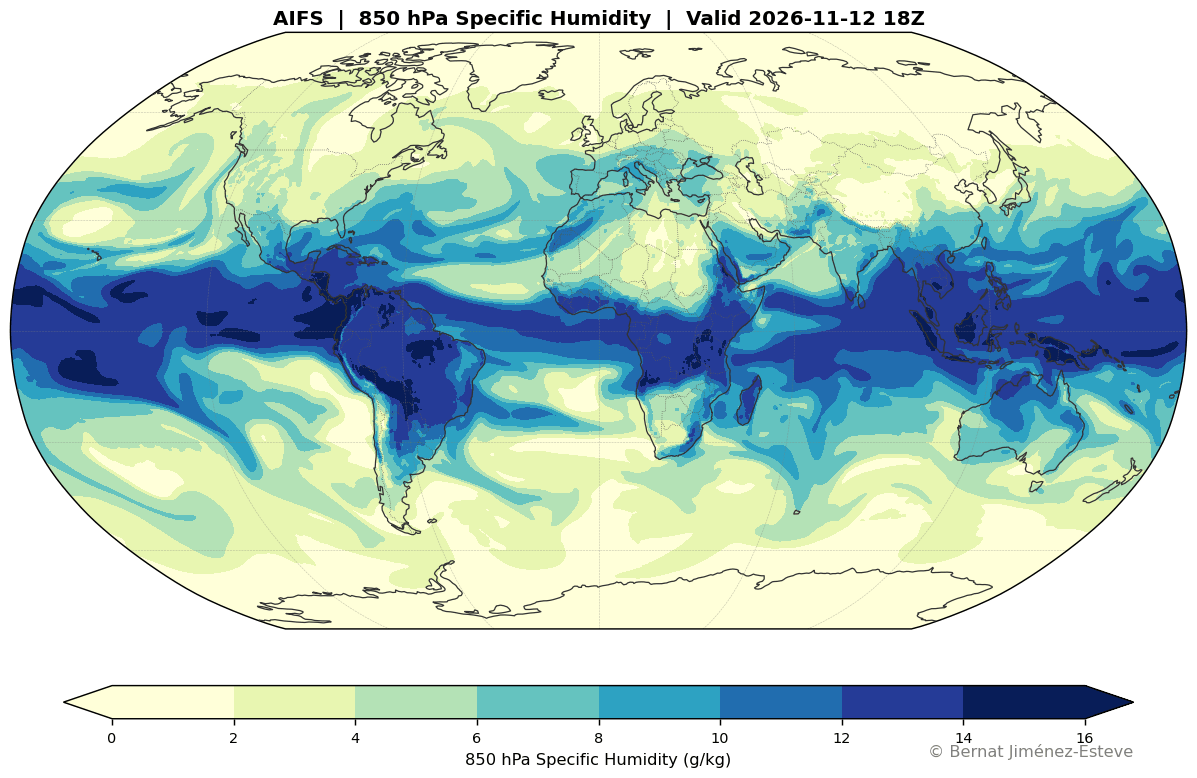 AIFS | 850 hPa Specific Humidity | Valid 2026-11-12 18Z
0 2 4 6 8 10 12 14 16
850 hPa Specific Humidity (g/kg)
© Bernat Jiménez-Esteve